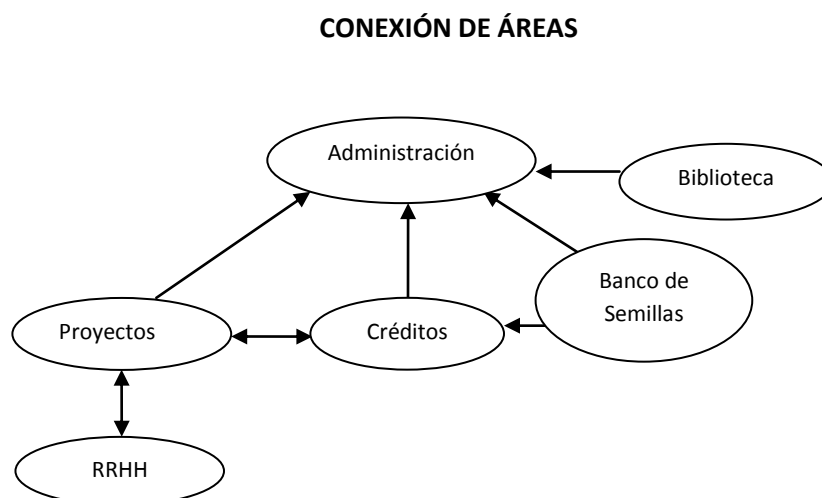 CONEXIÓN DE ÁREAS
Administración
Biblioteca
Banco de
Semillas
Proyectos
Créditos
RRHH